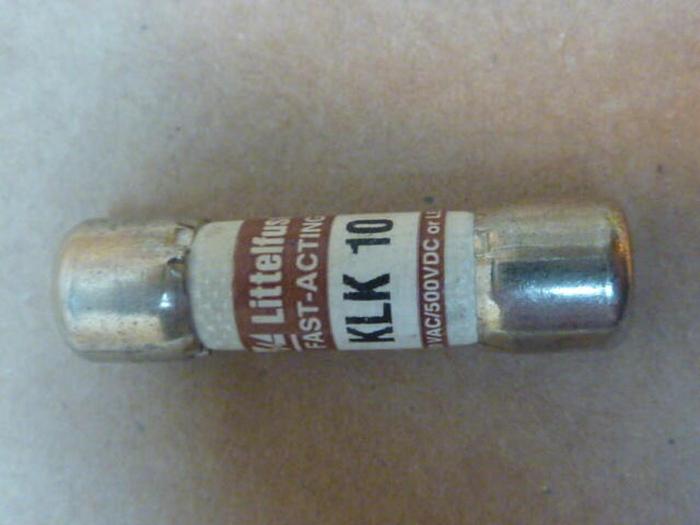 Littelfus
FAST-ACTING
KLK 10
VAC/500VDC or